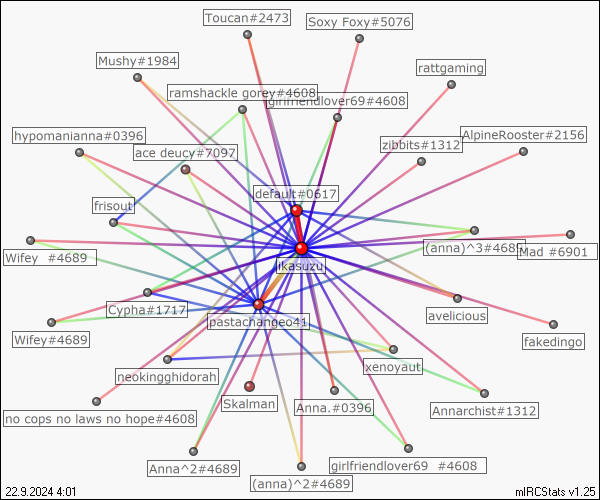 Toucan#2473
Soxy Foxy#5076
Mushy#1984
rattgaming
ramshackle gorey#4608
girlfriendlover69#4608
hypomanianna#0396
ace deucy#7097
zibbits#1312
AlpineRooster#2156
default#0617
frisout
Wifey  #4689
(anna)^3#4689
Mad #6901
ikasuzu
Cypha#1717
pastachangeo41
avelicious
Wifey#4689
fakedingo
neokingghidorah
xenoyaut
no cops no laws no hope#4608
Skalman
Anna.#0396
Annarchist#1312
Anna^2#4689
girlfriendlover69  #4608
(anna)^2#4689
22.9.2024 4:01
mIRCStats v1.25